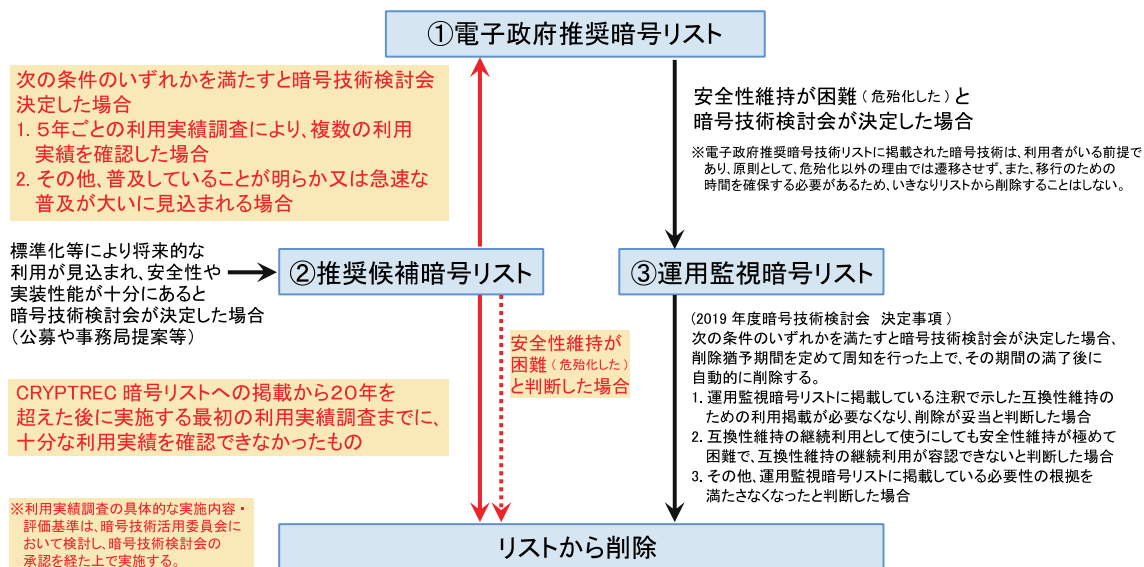 ①電子政府推奨暗号リスト
次の条件のいずれかを満たすと暗号技術検討会
決定した場合
1. 5年ごとの利用実績調査により、複数の利用
実績を確認した場合
2. その他、普及していることが明らか又は急速な
普及が大いに見込まれる場合
安全性維持が困難(危殆化した)と
暗号技術検討会が決定した場合
※電子政府推奨暗号技術リストに掲載された暗号技術は、利用者がいる前提で
あり、原則として、危殆化以外の理由では遷移させず、また、移行のための
時間を確保する必要があるため、いきなりリストから削除することはしない。
標準化等により将来的な
利用が見込まれ、安全性や
実装性能が十分にあると
暗号技術検討会が決定した場合
(公募や事務局提案等)
②推奨候補暗号リスト
③運用監視暗号リスト
安全性維持が
困難(危殆化した)
と判断した場合
CRYPTREC 暗号リストへの掲載から20年を
超えた後に実施する最初の利用実績調査までに、
十分な利用実績を確認できなかったもの
(2019 年度暗号技術検討会 決定事項)
次の条件のいずれかを満たすと暗号技術検討会が決定した場合、
削除猶予期間を定めて周知を行った上で、その期間の満了後に
自動的に削除する。
1. 運用監視暗号リストに掲載している注釈で示した互換性維持の
ための利用掲載が必要なくなり、削除が妥当と判断した場合
2. 互換性維持の継続利用として使うにしても安全性維持が極めて
困難で、互換性維持の継続利用が容認できないと判断した場合
3. その他、運用監視暗号リストに掲載している必要性の根拠を
満たさなくなったと判断した場合
※利用実績調査の具体的な実施内容・
評価基準は、暗号技術活用委員会に
おいて検討し、暗号技術検討会の
承認を経た上で実施する。
リストから削除